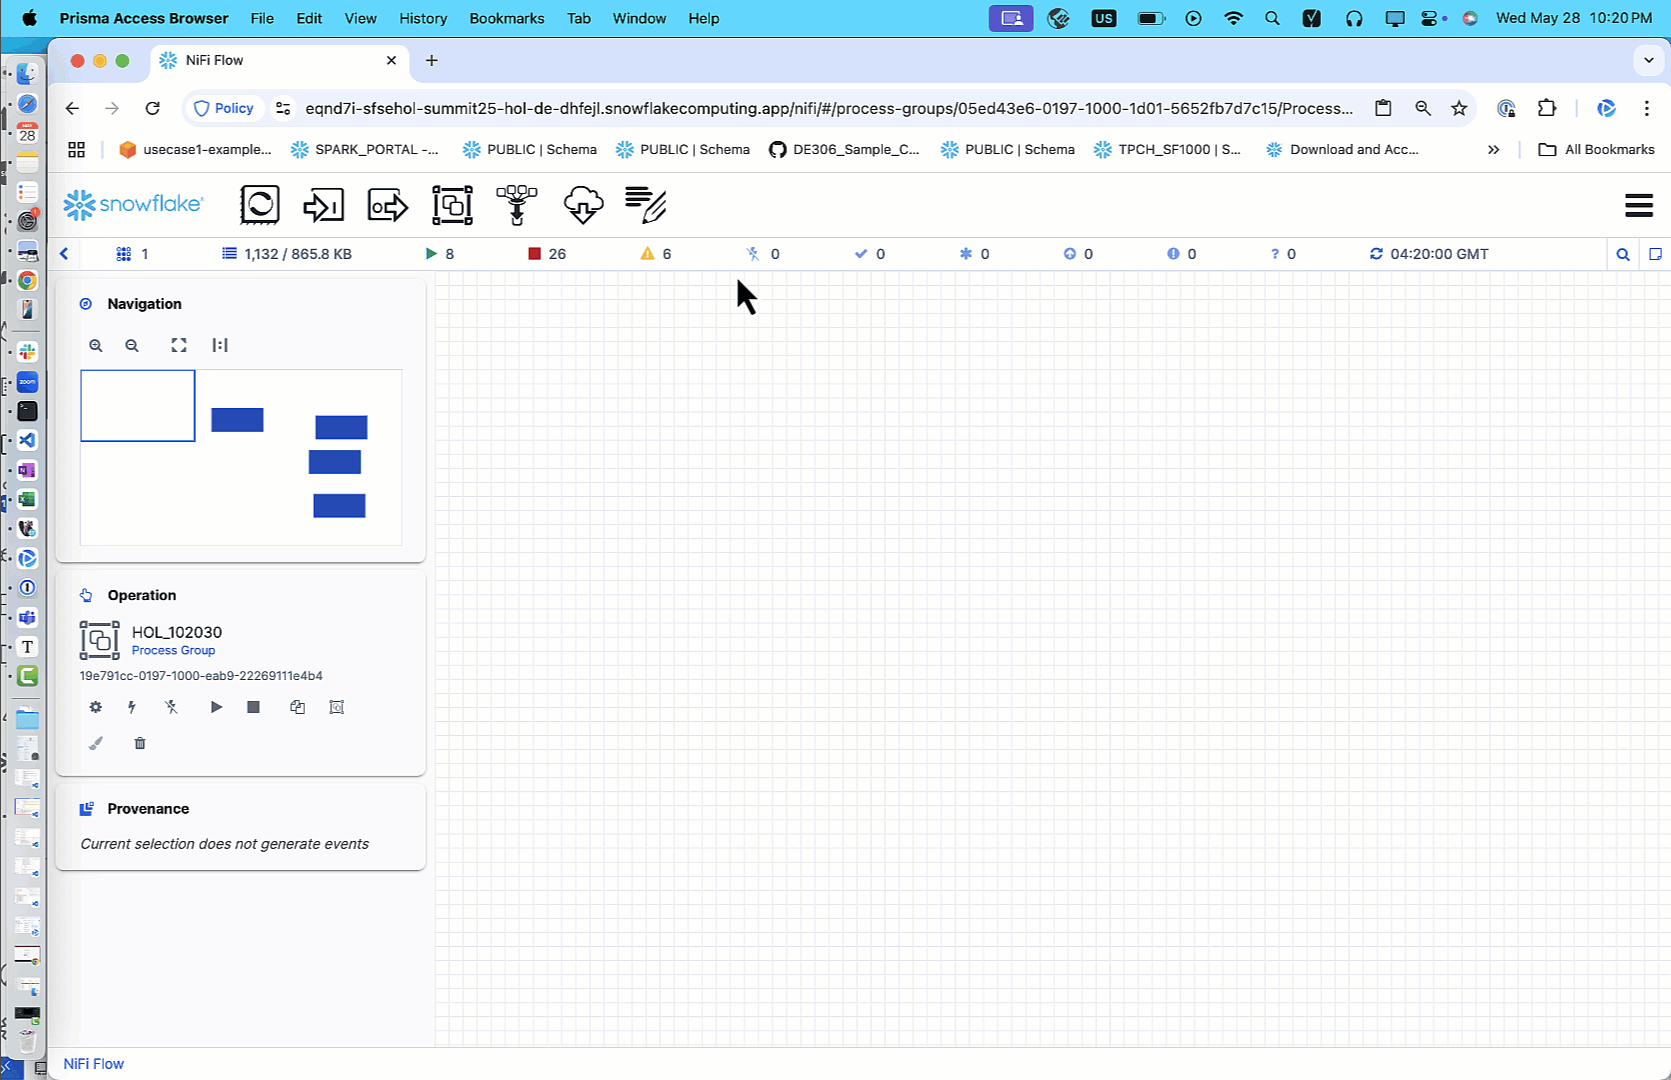 Prisma Access Browser File Edit View History Bookmarks Tab Window Help US Wed May 28 10:20 PM
NiFi Flow
Policy eqnd7i-sfsehol-summit25-hol-de-dhfejl.snowflakecomputing.app/nifi/#/process-groups/05ed43e6-0197-1000-1d01-5652fb7d7c15/Process...
usecase1-example... SPARK_PORTAL -... PUBLIC | Schema PUBLIC | Schema DE306_Sample_C... PUBLIC | Schema TPCH_SF1000 | S... Download and Acc... » All Bookmarks
snowflake
1 1,132 / 865.8 KB 8 26 6 0 0 0 0 0 ? 0 04:20:00 GMT
28
Navigation
zoom
Operation
HOL_102030
Process Group
19e791cc-0197-1000-eab9-22269111e4b4
T
Provenance
Current selection does not generate events
NiFi Flow